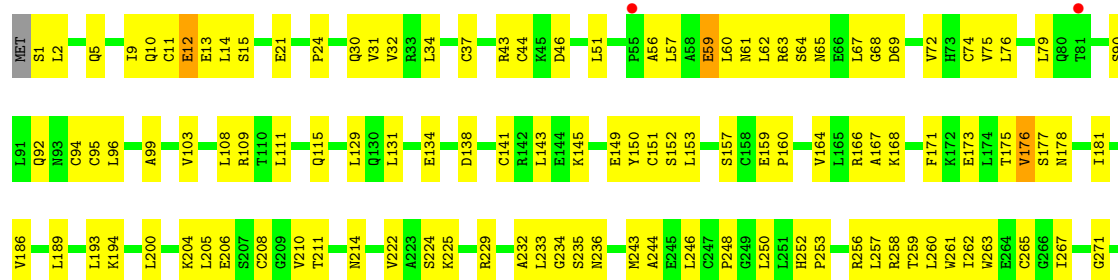 MET S1 L2 Q5 I9 Q10 C11 E12 E13 L14 S15 E21 P24 Q30 V31 V32 R33 L34 C37 R43 C44 K45 D46 L51 P55 A56 L57 A58 E59 L60 N61 L62 R63 S64 N65 E66 L67 G68 D69 V72 H73 C74 V75 L76 L79 Q80 T81 S90
L91 Q92 N93 C94 C95 L96 A99 V103 L108 R109 T110 L111 Q115 L129 Q130 L131 E134 D138 C141 R142 L143 E144 K145 E149 Y150 C151 S152 L153 S157 C158 E159 P160 V164 L165 R166 A167 K168 F171 K172 E173 L174 T175 V176 S177 N178 I181
V186 L189 L193 K194 L200 K204 L205 E206 S207 C208 G209 V210 T211 N214 V222 A223 S224 K225 R229 A232 L233 G234 S235 N236 M243 A244 E245 L246 C247 P248 G249 L250 L251 H252 P253 R256 L257 R258 T259 L260 W261 I262 W263 E264 C265 G266 I267 G271